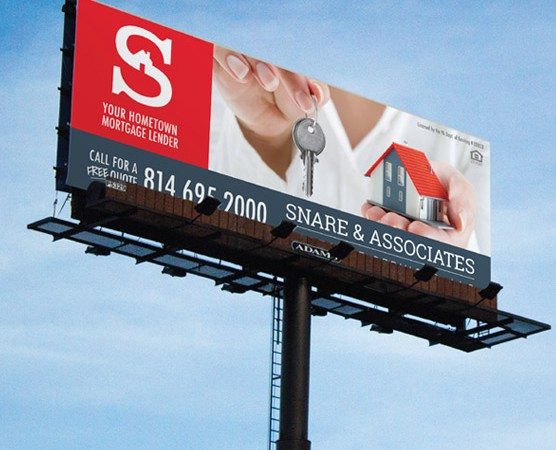 S
YOUR HOMETOWN
MORTGAGE LENDER
CALL FOR A
FREE QUOTE
814.695.2000
SNARE & ASSOCIATES
ADAMS